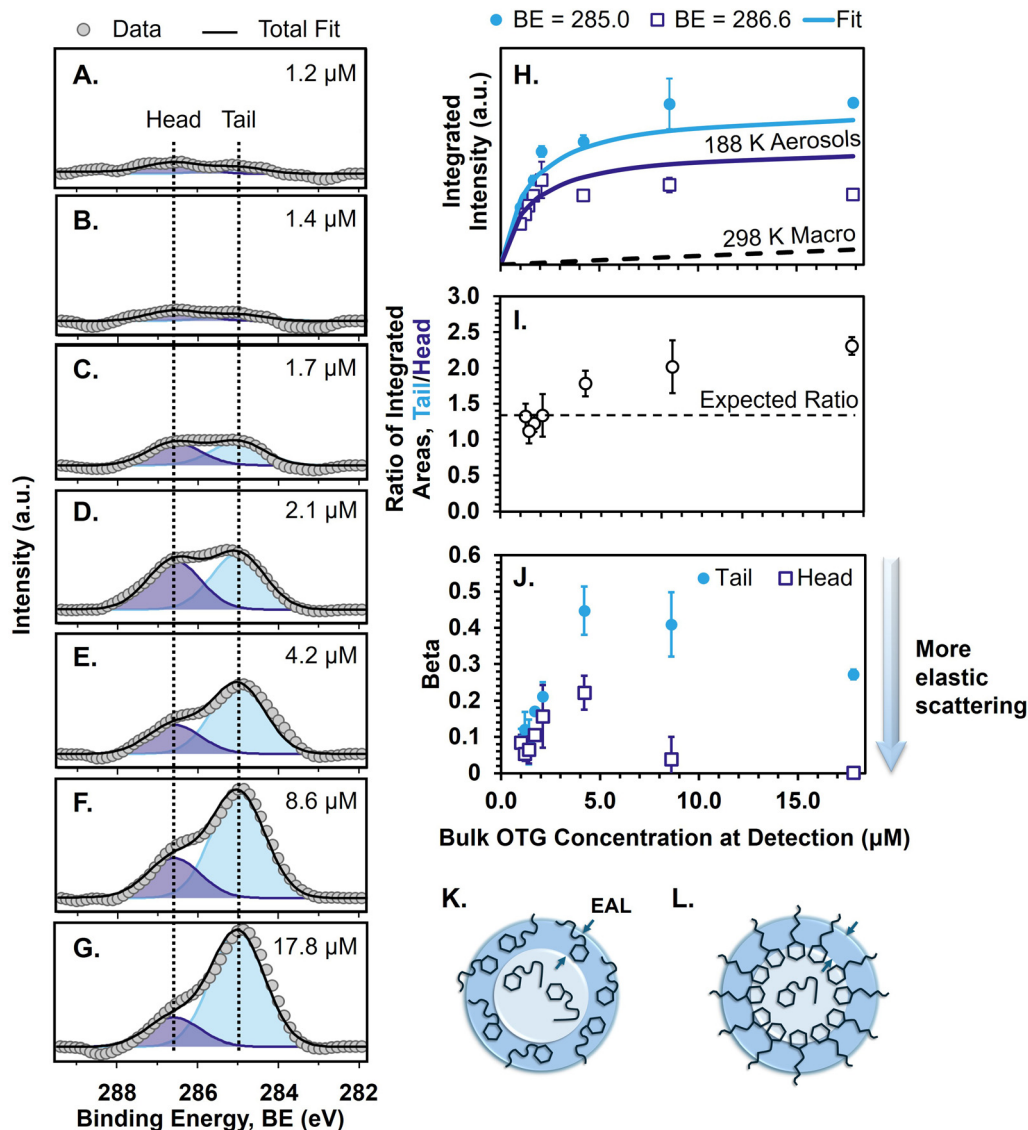 Data
Total Fit
A.
1.2 µM
Head
Tail
B.
1.4 µM
C.
1.7 µM
D.
2.1 µM
E.
4.2 µM
F.
8.6 µM
G.
17.8 µM
Intensity (a.u.)
288
286
284
282
Binding Energy, BE (eV)
BE = 285.0
BE = 286.6
Fit
H.
Integrated
Intensity (a.u.)
188 K Aerosols
298 K Macro
I.
3.0
2.5
2.0
1.5
1.0
0.5
0.0
Ratio of Integrated
Areas, Tail/Head
Expected Ratio
J.
Tail
Head
0.6
0.5
0.4
0.3
0.2
0.1
0
Beta
0.0
5.0
10.0
15.0
Bulk OTG Concentration at Detection (µM)
More
elastic
scattering
K.
EAL
L.